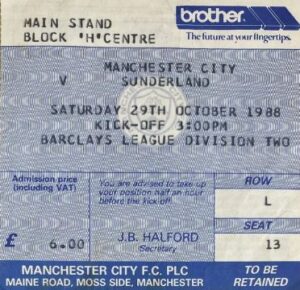 MAIN STAND
BLOCK 'H'CENTRE
brother
The future at your fingertips.
MANCHESTER CITY
V SUNDERLAND
SATURDAY 29TH OCTOBER 1988
KICK-OFF 3:00PM
BARCLAYS LEAGUE DIVISION TWO
Admission price
(including VAT)
£ 6.00
You are advised to take up
your position half an hour
before the kick-off.
J.B. HALFORD
Secretary
ROW
L
SEAT
13
MANCHESTER CITY F.C. PLC
MAINE ROAD, MOSS SIDE, MANCHESTER
TO BE
RETAINED